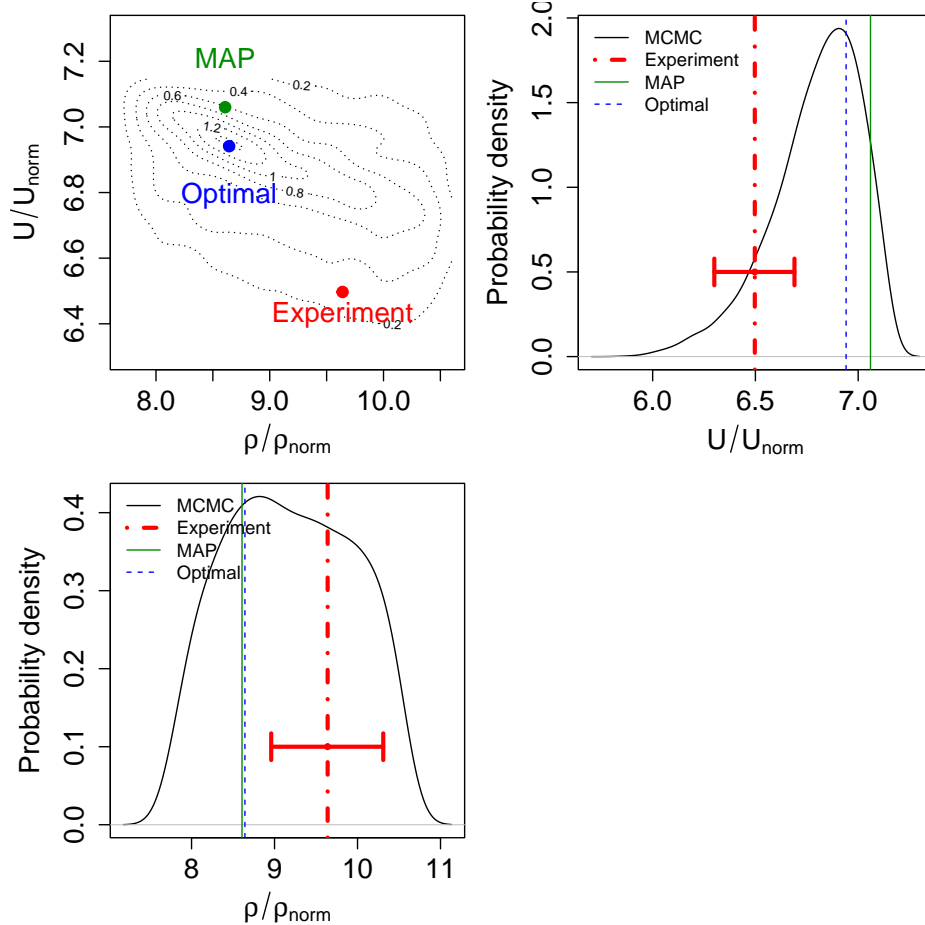 MAP
Optimal
Experiment
0.2
0.4
0.6
1.2
1
0.8
0.2
U/U_norm
6.4 6.6 6.8 7.0 7.2
8.0 9.0 10.0
ρ/ρ_norm
MCMC
Experiment
MAP
Optimal
Probability density
0.0 0.5 1.0 1.5 2.0
6.0 6.5 7.0
U/U_norm
MCMC
Experiment
MAP
Optimal
Probability density
0.0 0.1 0.2 0.3 0.4
8 9 10 11
ρ/ρ_norm